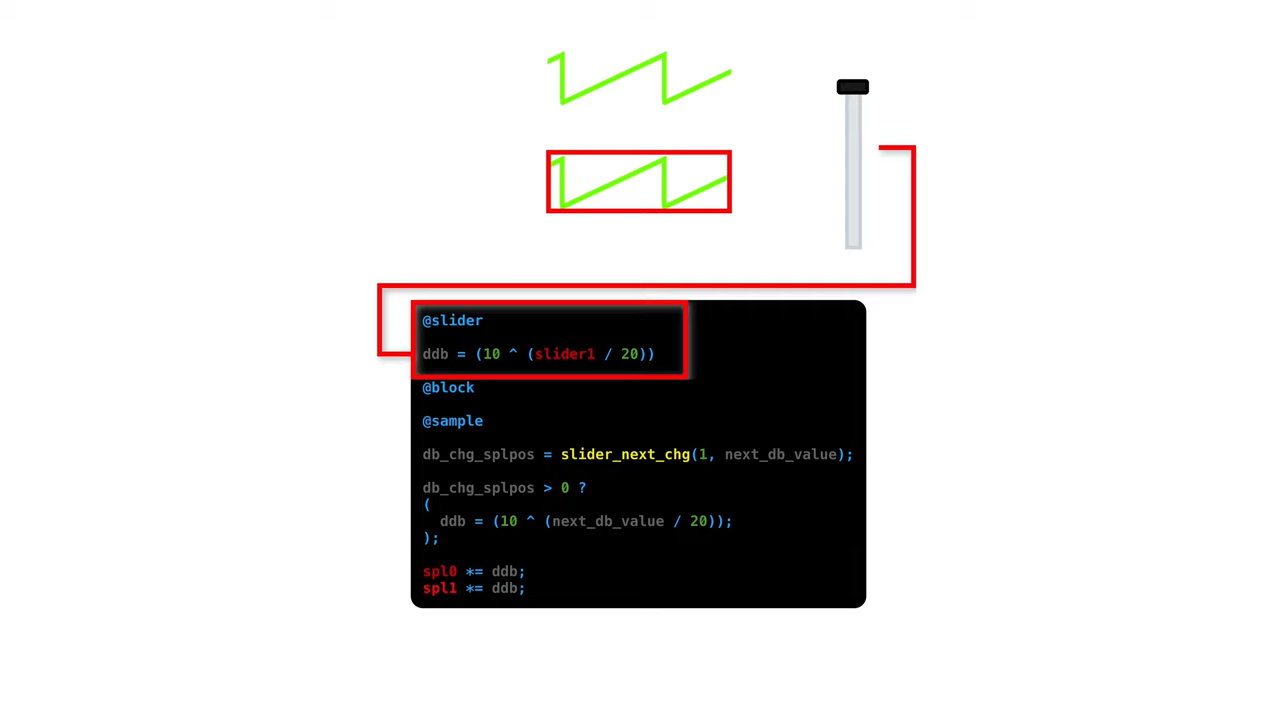 @slider
ddb = (10 ^ (slider1 / 20))
@block
@sample
db_chg_splpos = slider_next_chg(1, next_db_value);
db_chg_splpos > 0 ?
(
ddb = (10 ^ (next_db_value / 20));
);
spl0 *= ddb;
spl1 *= ddb;